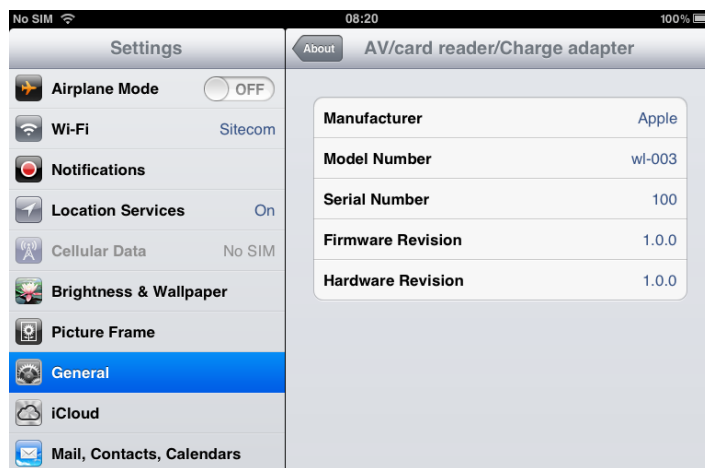 No SIM 08:20 100%
Settings
Airplane Mode OFF
Wi-Fi Sitecom
Notifications
Location Services On
Cellular Data No SIM
Brightness & Wallpaper
Picture Frame
General
iCloud
Mail, Contacts, Calendars
About AV/card reader/Charge adapter
Manufacturer Apple
Model Number wl-003
Serial Number 100
Firmware Revision 1.0.0
Hardware Revision 1.0.0